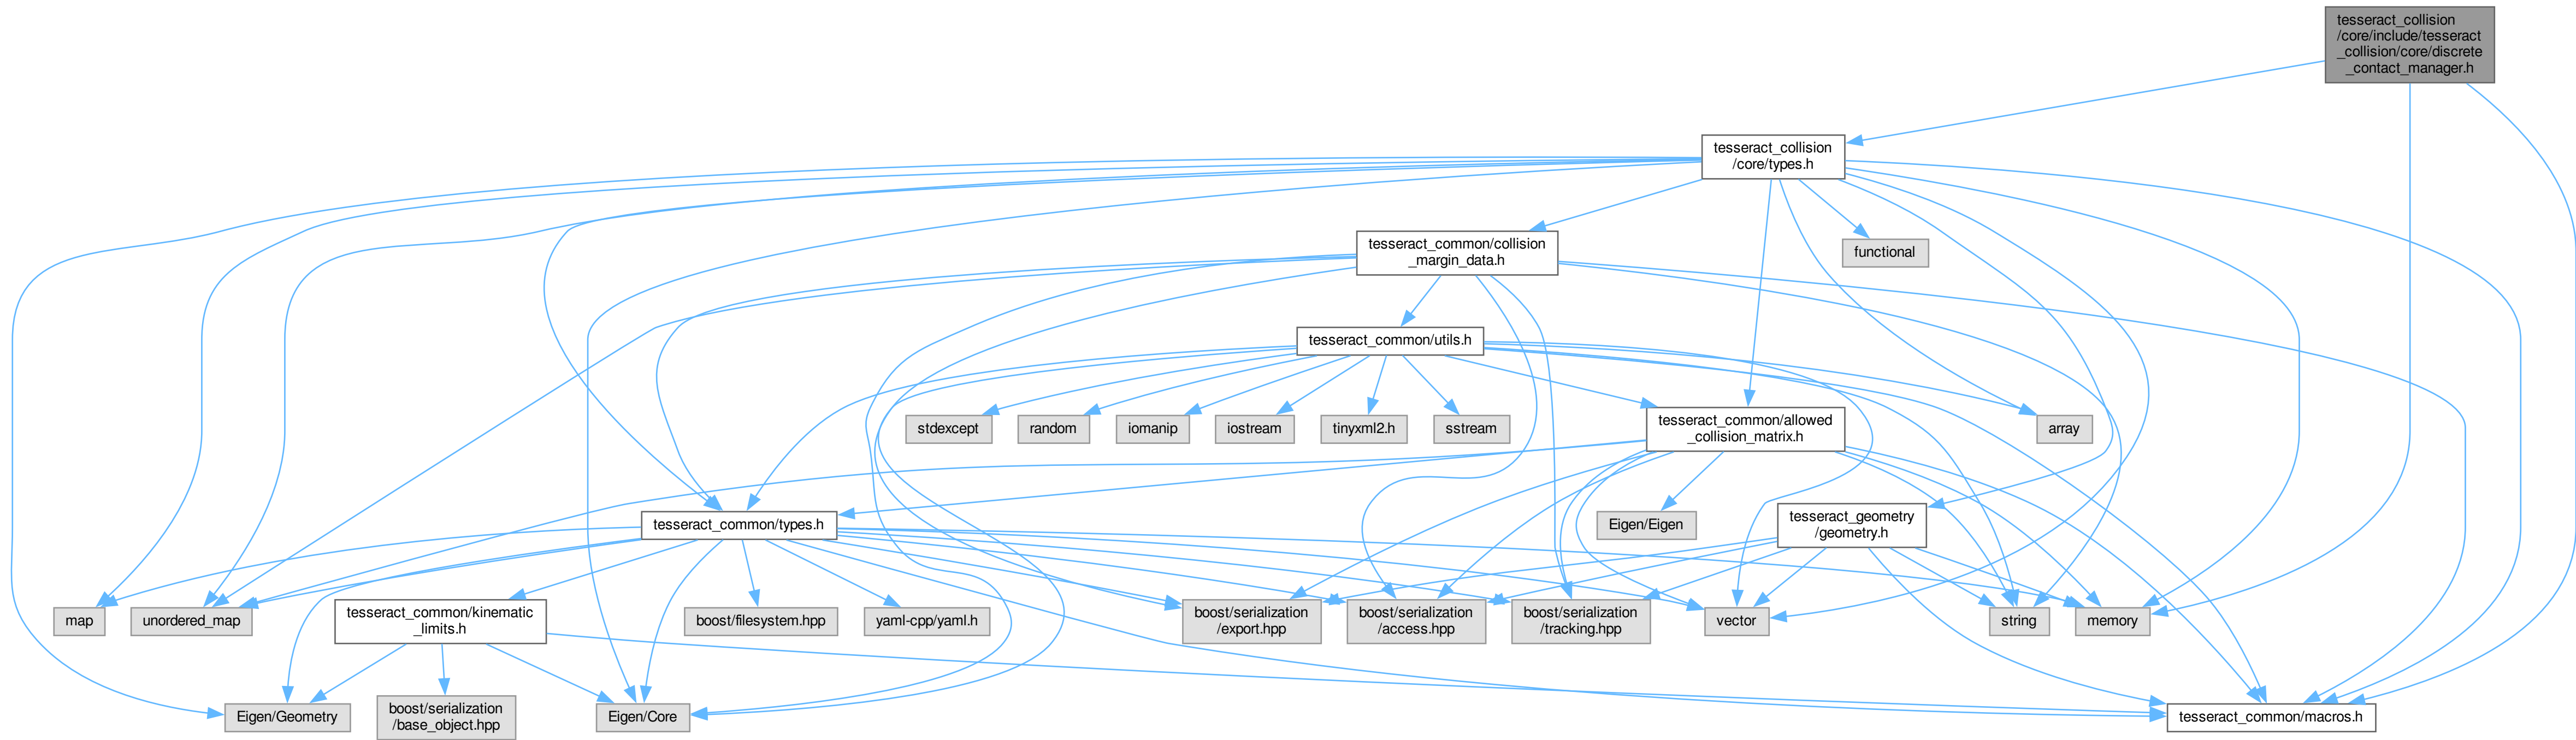 tesseract_collision
/core/include/tesseract
_collision/core/discrete
_contact_manager.h
tesseract_collision
/core/types.h
tesseract_common/collision
_margin_data.h
functional
tesseract_common/utils.h
stdexcept
random
iomanip
iostream
tinyxml2.h
sstream
tesseract_common/allowed
_collision_matrix.h
array
tesseract_common/types.h
Eigen/Eigen
tesseract_geometry
/geometry.h
map
unordered_map
tesseract_common/kinematic
_limits.h
boost/filesystem.hpp
yaml-cpp/yaml.h
boost/serialization
/export.hpp
boost/serialization
/access.hpp
boost/serialization
/tracking.hpp
vector
string
memory
Eigen/Geometry
boost/serialization
/base_object.hpp
Eigen/Core
tesseract_common/macros.h